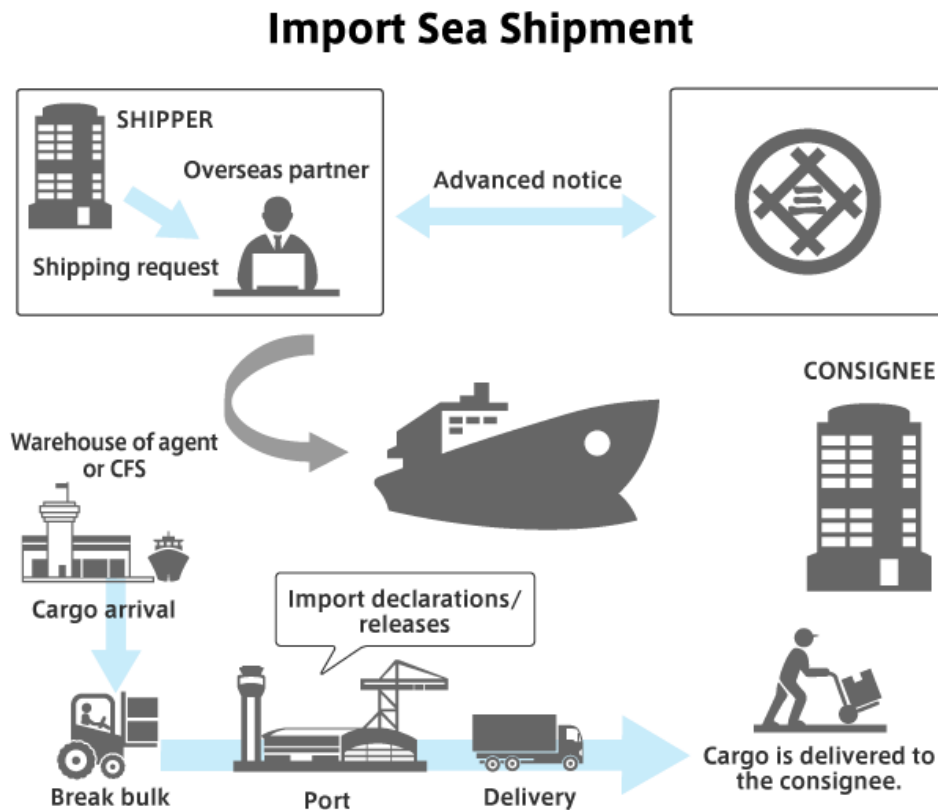 Import Sea Shipment
SHIPPER
Overseas partner
Shipping request
Advanced notice
三
CONSIGNEE
Warehouse of agent
or CFS
Cargo arrival
Import declarations/
releases
Break bulk
Port
Delivery
Cargo is delivered to
the consignee.